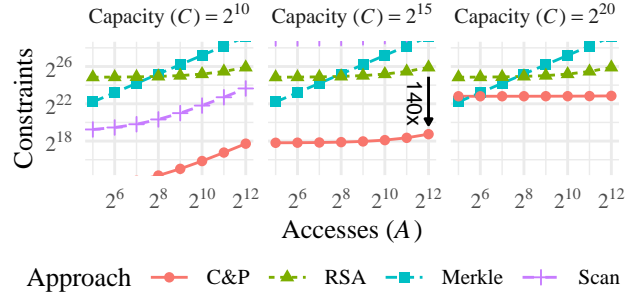 Capacity (C) = 2^10 Capacity (C) = 2^15 Capacity (C) = 2^20
Constraints
2^26
2^22
2^18
140x
2^6 2^8 2^10 2^12 2^6 2^8 2^10 2^12 2^6 2^8 2^10 2^12
Accesses (A)
Approach C&P RSA Merkle Scan